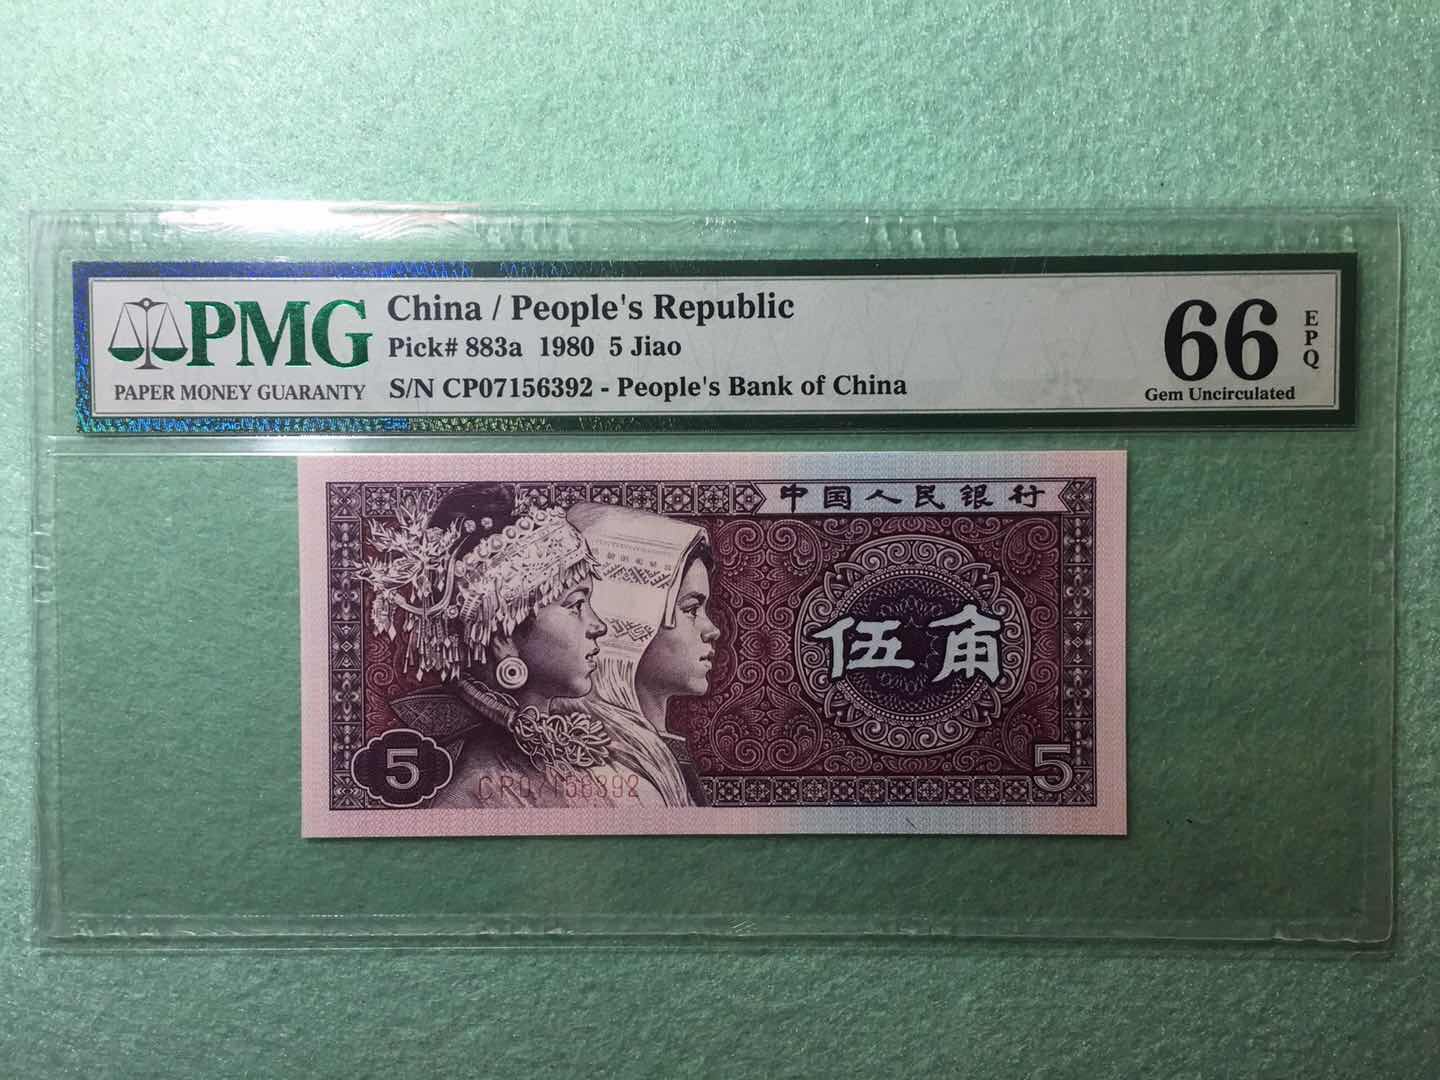 PMG
PAPER MONEY GUARANTY
China / People's Republic
Pick# 883a 1980 5 Jiao
S/N CP07156392 - People's Bank of China
66
EPQ
Gem Uncirculated
中国人民银行
伍角
5
CP07156392
5